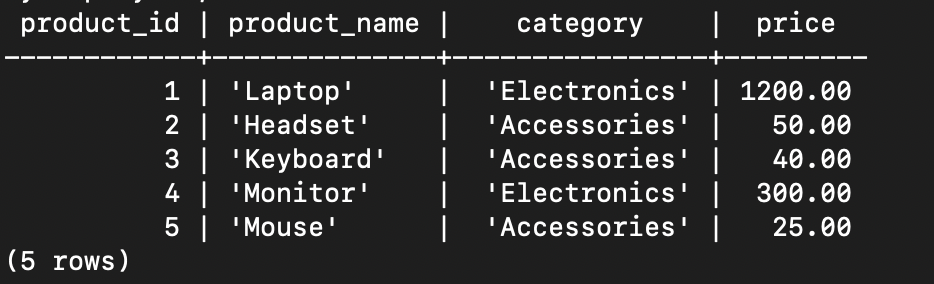 product_id | product_name | category | price
------------+--------------+----------------+---------
1 | 'Laptop' | 'Electronics' | 1200.00
2 | 'Headset' | 'Accessories' | 50.00
3 | 'Keyboard' | 'Accessories' | 40.00
4 | 'Monitor' | 'Electronics' | 300.00
5 | 'Mouse' | 'Accessories' | 25.00
(5 rows)